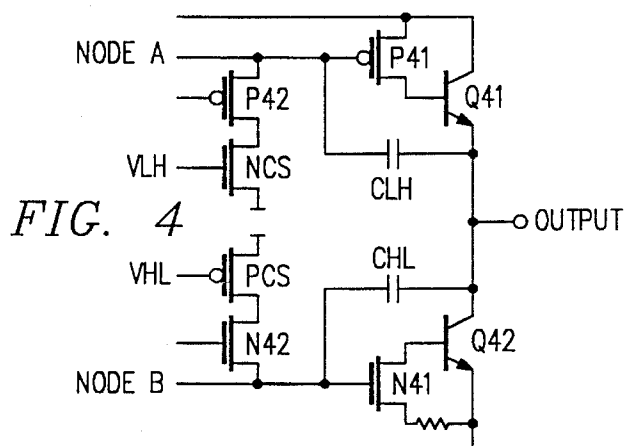 NODE A
P41
P42
Q41
VLH
NCS
CLH
FIG. 4
OUTPUT
CHL
VHL
PCS
Q42
N42
N41
NODE B